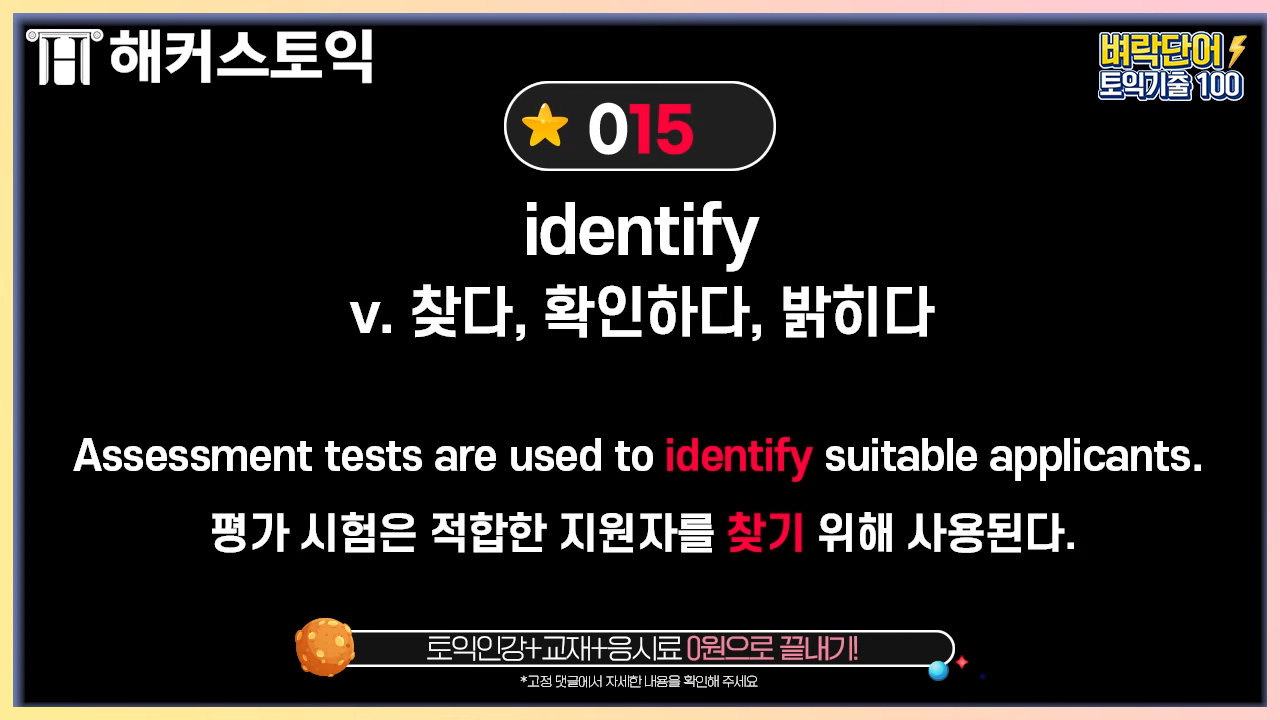 해커스토익
벼락단어
토익기출 100
015
identify
v. 찾다, 확인하다, 밝히다
Assessment tests are used to identify suitable applicants.
평가 시험은 적합한 지원자를 찾기 위해 사용된다.
토익인강+교재+응시료 0원으로 끝내기!
*고정 댓글에서 자세한 내용을 확인해 주세요